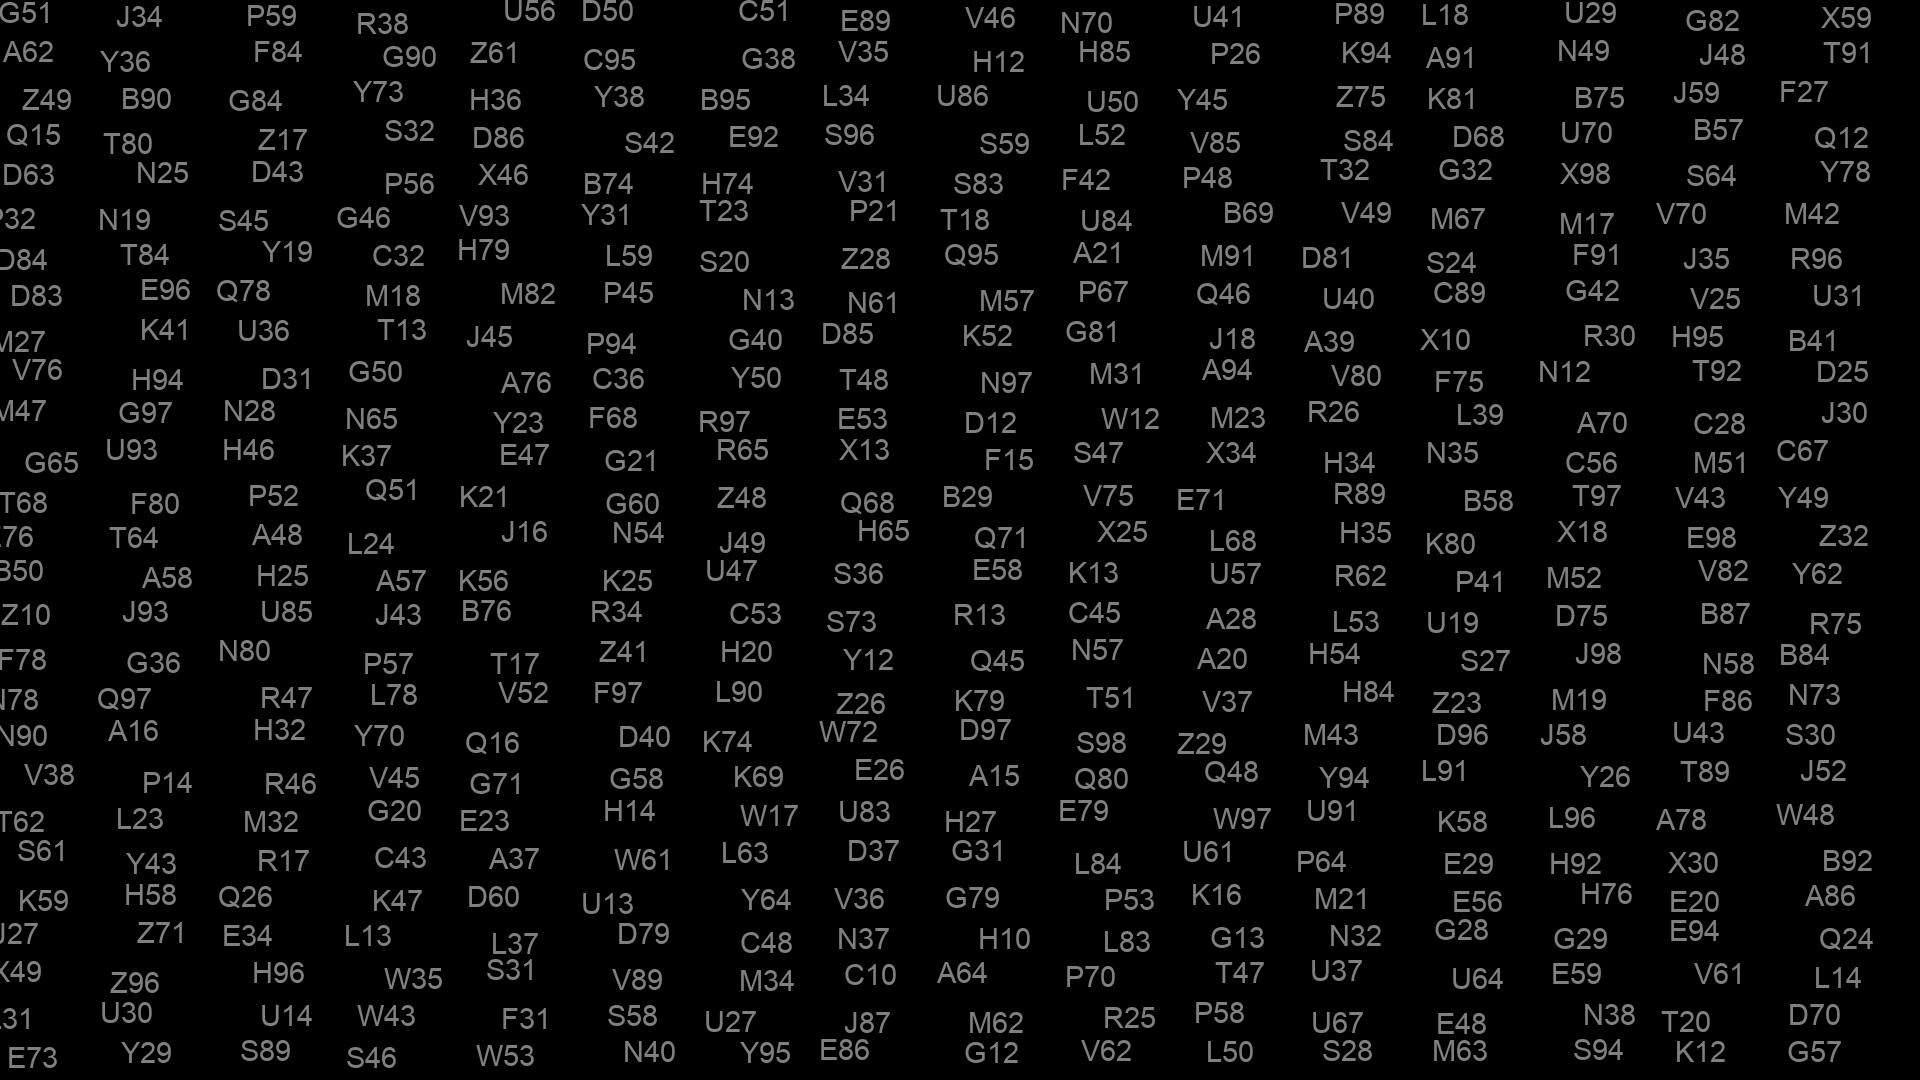 G51 J34 P59 R38 U56 D50 C51 E89 V46 N70 U41 P89 L18 U29 G82 X59
A62 Y36 F84 G90 Z61 C95 G38 V35 H12 H85 P26 K94 A91 N49 J48 T91
Z49 B90 G84 Y73 H36 Y38 B95 L34 U86 U50 Y45 Z75 K81 B75 J59 F27
Q15 T80 Z17 S32 D86 S42 E92 S96 S59 L52 V85 S84 D68 U70 B57 Q12
D63 N25 D43 P56 X46 B74 H74 V31 S83 F42 P48 T32 G32 X98 S64 Y78
P32 N19 S45 G46 V93 Y31 T23 P21 T18 U84 B69 V49 M67 M17 V70 M42
D84 T84 Y19 C32 H79 L59 S20 Z28 Q95 A21 M91 D81 S24 F91 J35 R96
D83 E96 Q78 M18 M82 P45 N13 N61 M57 P67 Q46 U40 C89 G42 V25 U31
M27 K41 U36 T13 J45 P94 G40 D85 K52 G81 J18 A39 X10 R30 H95 B41
V76 H94 D31 G50 A76 C36 Y50 T48 N97 M31 A94 V80 F75 N12 T92 D25
M47 G97 N28 N65 Y23 F68 R97 E53 D12 W12 M23 R26 L39 A70 C28 J30
G65 U93 H46 K37 E47 G21 R65 X13 F15 S47 X34 H34 N35 C56 M51 C67
T68 F80 P52 Q51 K21 G60 Z48 Q68 B29 V75 E71 R89 B58 T97 V43 Y49
76 T64 A48 L24 J16 N54 J49 H65 Q71 X25 L68 H35 K80 X18 E98 Z32
B50 A58 H25 A57 K56 K25 U47 S36 E58 K13 U57 R62 P41 M52 V82 Y62
Z10 J93 U85 J43 B76 R34 C53 S73 R13 C45 A28 L53 U19 D75 B87 R75
F78 G36 N80 P57 T17 Z41 H20 Y12 Q45 N57 A20 H54 S27 J98 N58 B84
N78 Q97 R47 L78 V52 F97 L90 Z26 K79 T51 V37 H84 Z23 M19 F86 N73
N90 A16 H32 Y70 Q16 D40 K74 W72 D97 S98 Z29 M43 D96 J58 U43 S30
V38 P14 R46 V45 G71 G58 K69 E26 A15 Q80 Q48 Y94 L91 Y26 T89 J52
T62 L23 M32 G20 E23 H14 W17 U83 H27 E79 W97 U91 K58 L96 A78 W48
S61 Y43 R17 C43 A37 W61 L63 D37 G31 L84 U61 P64 E29 H92 X30 B92
K59 H58 Q26 K47 D60 U13 Y64 V36 G79 P53 K16 M21 E56 H76 E20 A86
27 Z71 E34 L13 L37 D79 C48 N37 H10 L83 G13 N32 G28 G29 E94 Q24
X49 Z96 H96 W35 S31 V89 M34 C10 A64 P70 T47 U37 U64 E59 V61 L14
31 U30 U14 W43 F31 S58 U27 J87 M62 R25 P58 U67 E48 N38 T20 D70
E73 Y29 S89 S46 W53 N40 Y95 E86 G12 V62 L50 S28 M63 S94 K12 G57